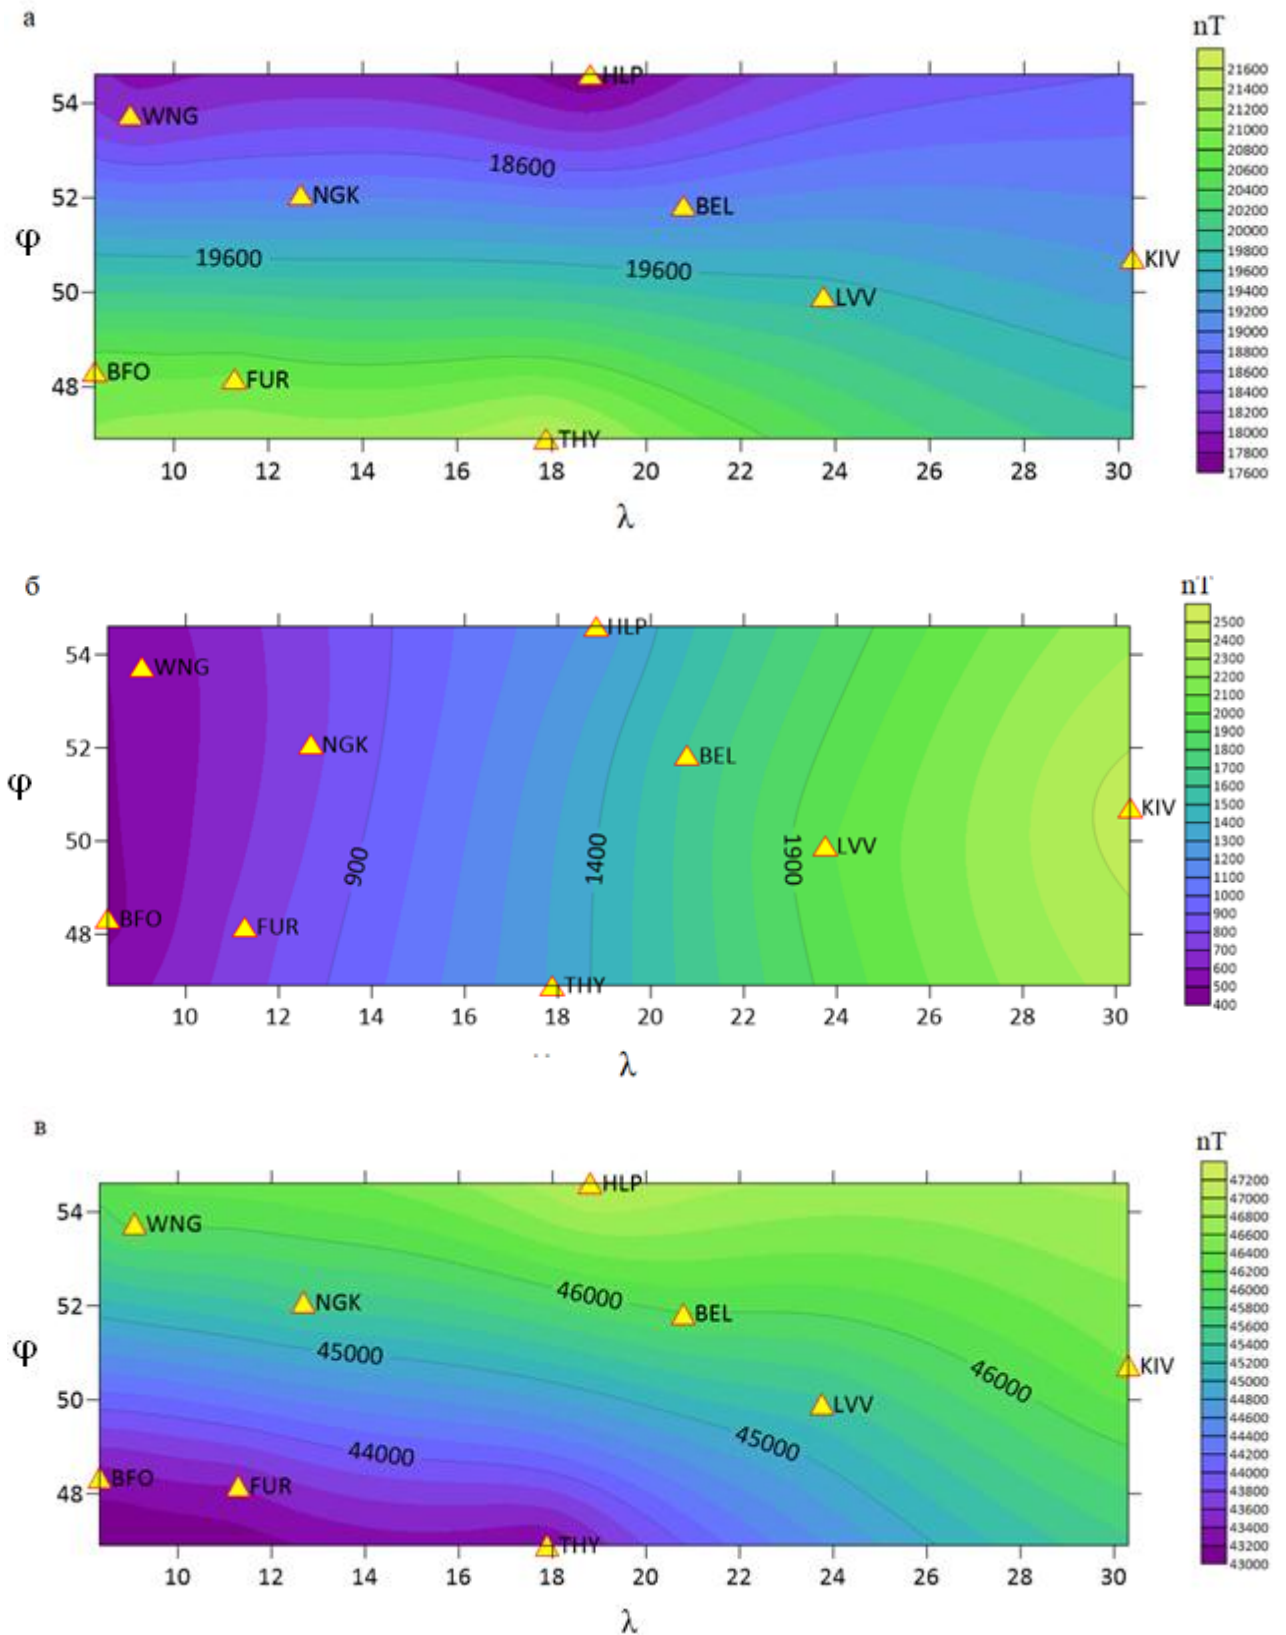 а
nT
HLP
54
WNG
18600
52
NGK
BEL
φ
19600
19600
KIV
50
LVV
BFO
FUR
48
THY
10 12 14 16 18 20 22 24 26 28 30
λ
21600
21400
21200
21000
20800
20600
20400
20200
20000
19800
19600
19400
19200
19000
18800
18600
18400
18200
18000
17800
17600
б
nT
HLP
54
WNG
52
NGK
BEL
φ
KIV
50
900
1400
1900
LVV
BFO
FUR
48
THY
10 12 14 16 18 20 22 24 26 28 30
λ
2500
2400
2300
2200
2100
2000
1900
1800
1700
1600
1500
1400
1300
1200
1100
1000
900
800
700
600
500
400
в
nT
HLP
54
WNG
46000
52
NGK
BEL
φ
45000
46000
KIV
50
LVV
45000
44000
BFO
FUR
48
THY
10 12 14 16 18 20 22 24 26 28 30
λ
47200
47000
46800
46600
46400
46200
46000
45800
45600
45400
45200
45000
44800
44600
44400
44200
44000
43800
43600
43400
43200
43000